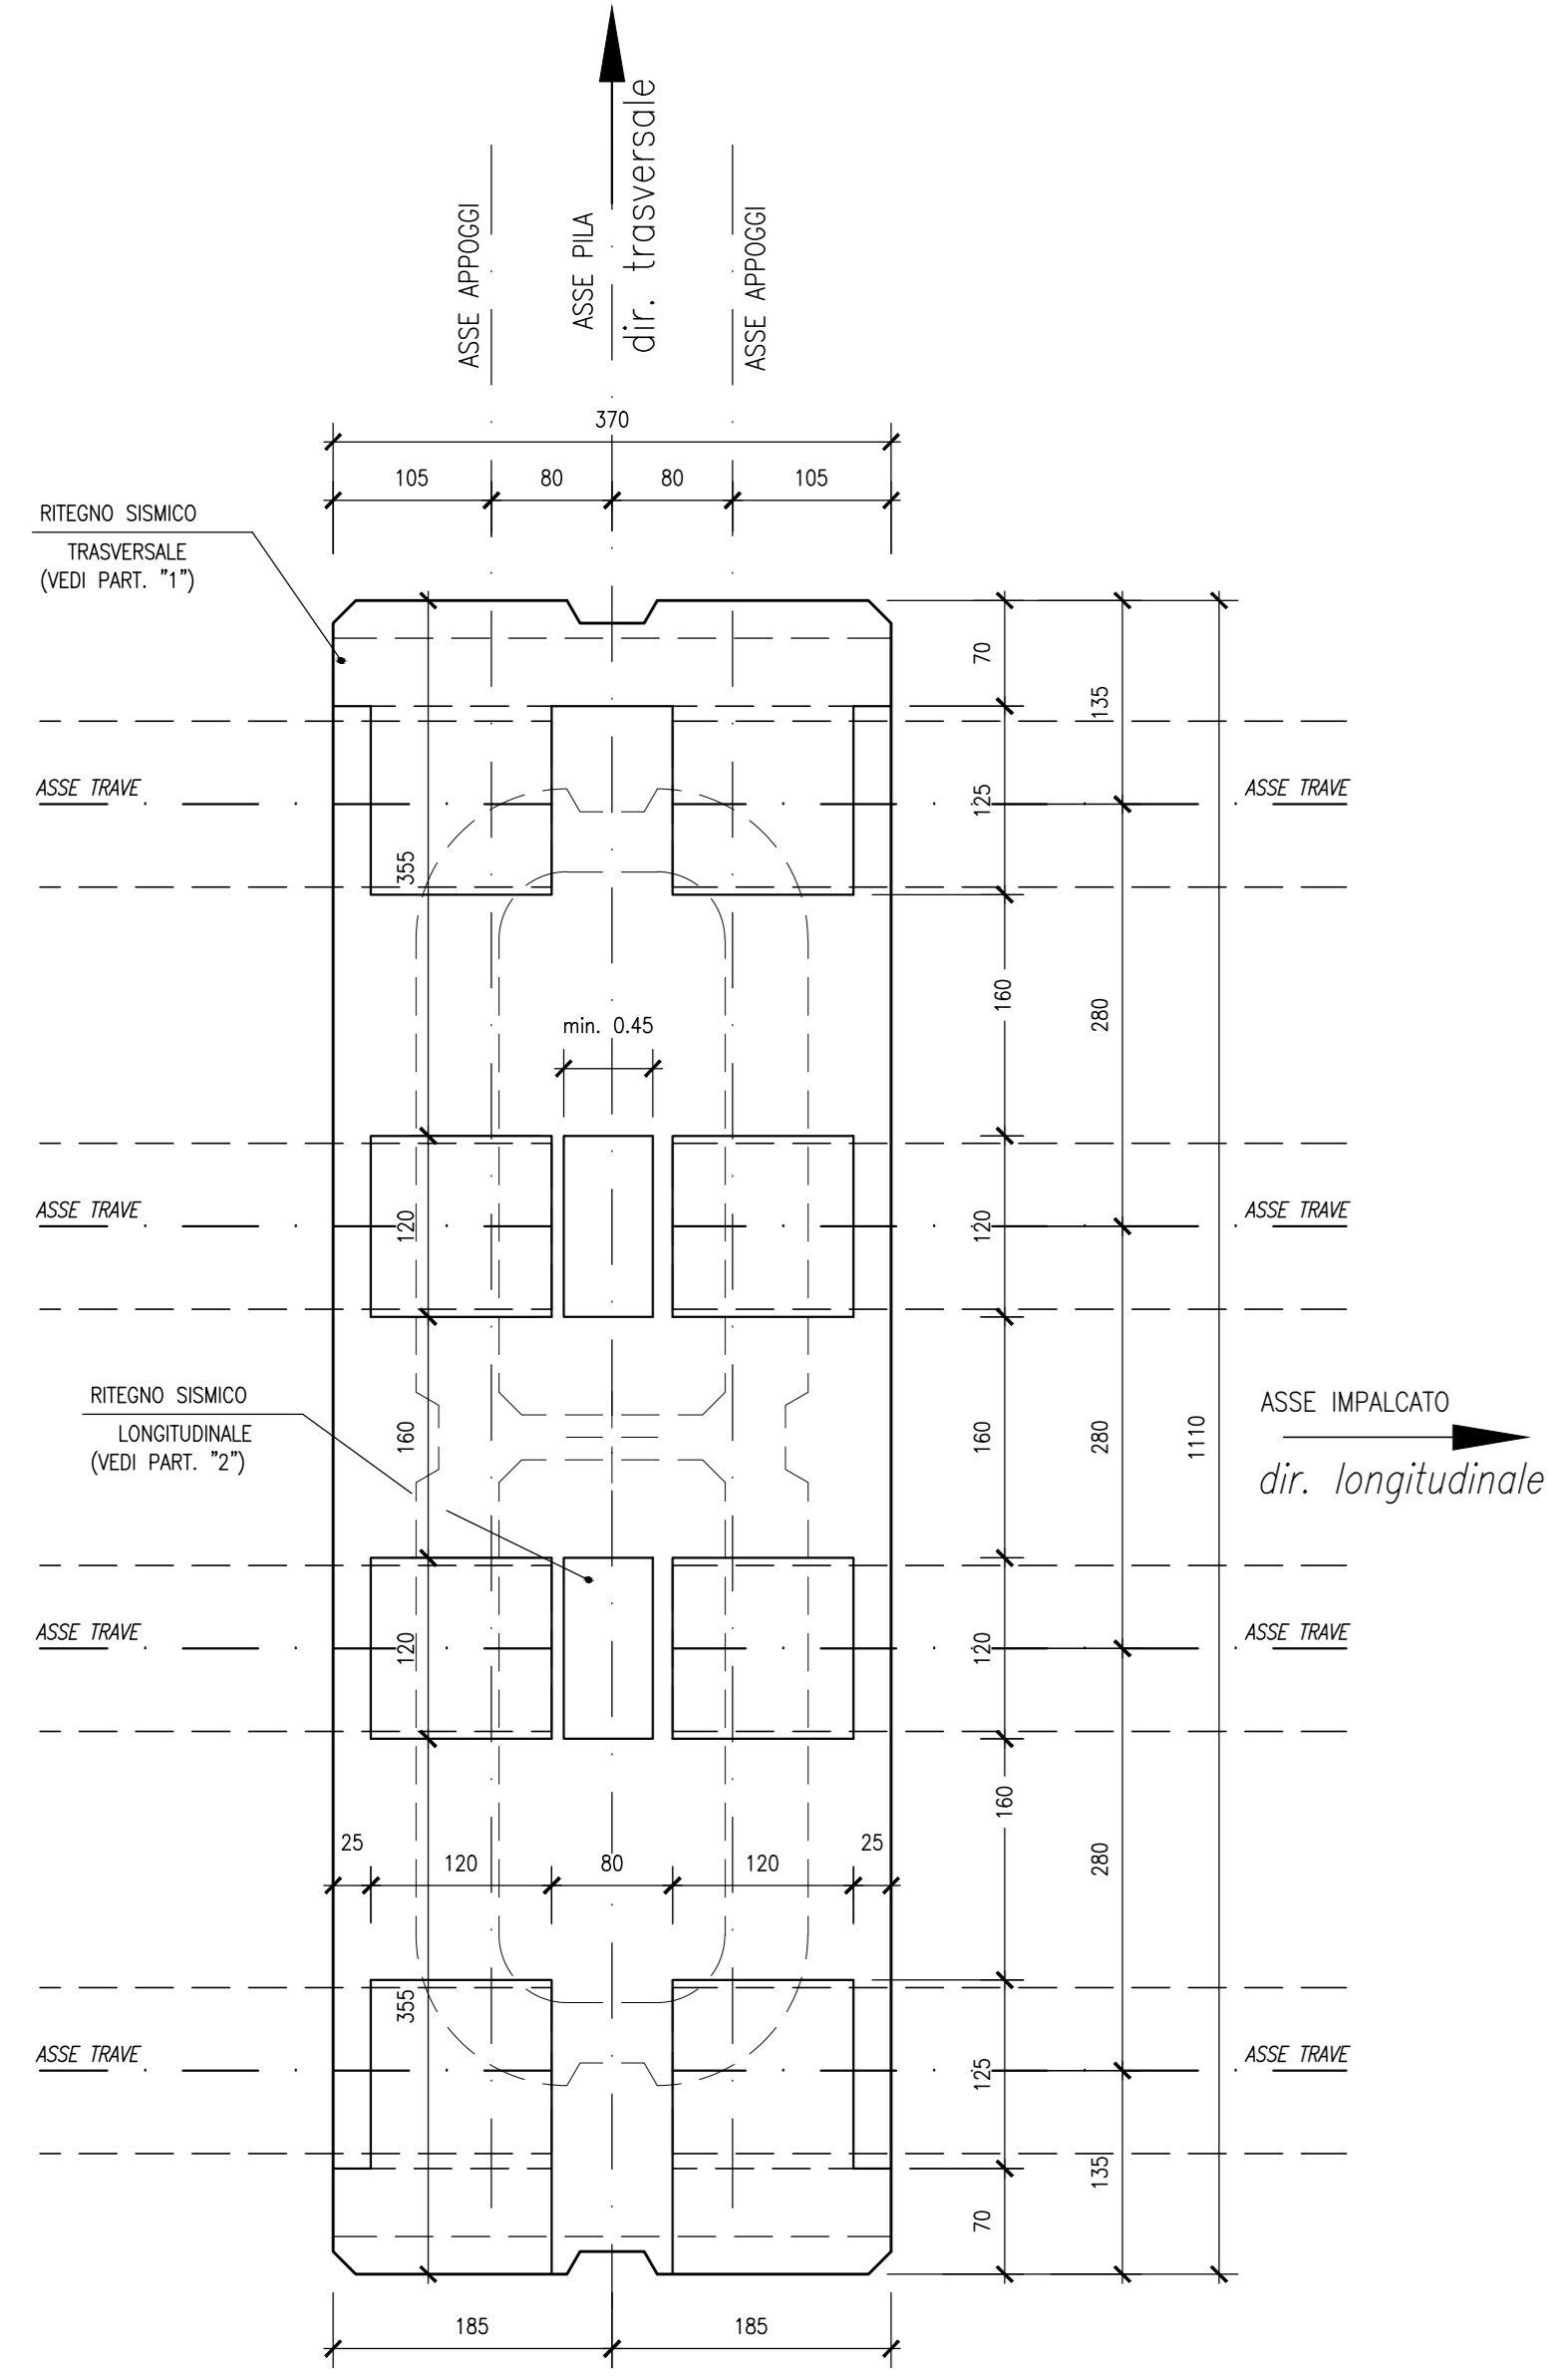 dir. trasversale
ASSE APPOGGI
ASSE PILA
ASSE APPOGGI
370
105
80
80
105
RITEGNO SISMICO
TRASVERSALE
(VEDI PART. "1")
70
135
ASSE TRAVE
125
ASSE TRAVE
355
160
280
min. 0.45
ASSE TRAVE
120
120
ASSE TRAVE
RITEGNO SISMICO
LONGITUDINALE
(VEDI PART. "2")
160
160
280
1110
ASSE IMPALCATO
dir. longitudinale
ASSE TRAVE
120
120
ASSE TRAVE
160
25
120
80
120
25
280
355
ASSE TRAVE
125
ASSE TRAVE
135
70
185
185